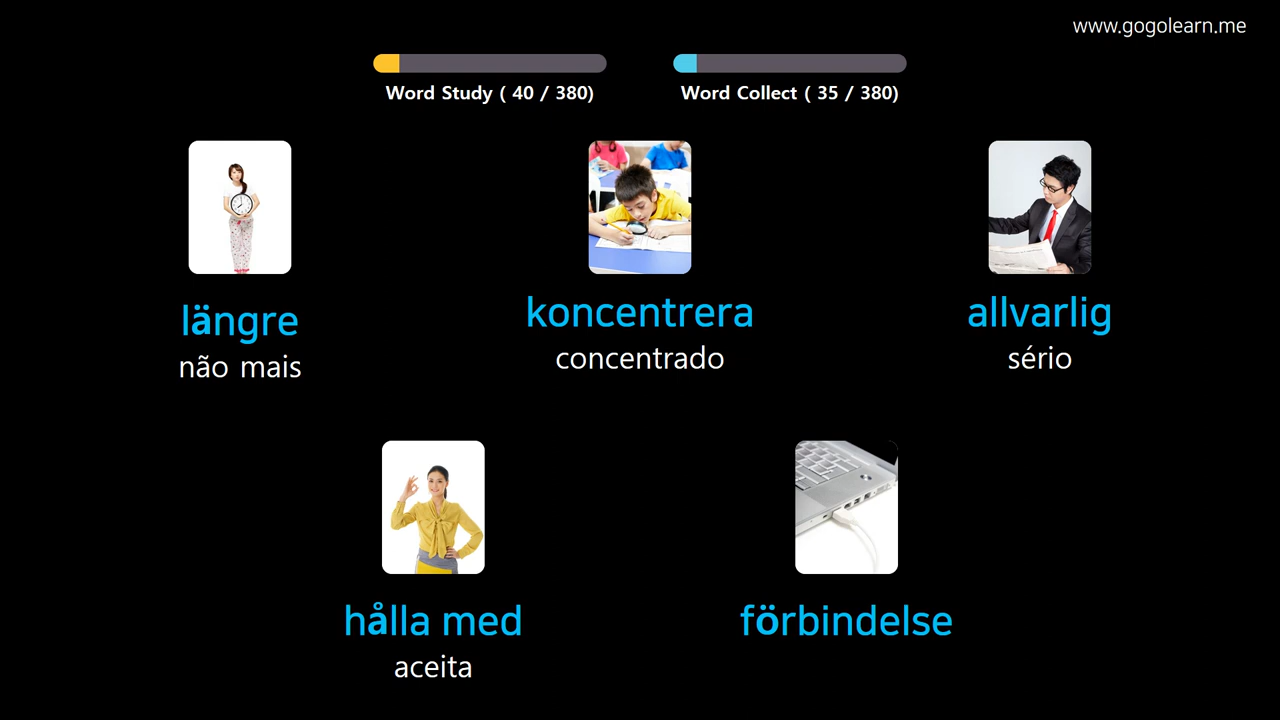 www.gogolearn.me
Word Study ( 40 / 380)
Word Collect ( 35 / 380)
längre
não mais
koncentrera
concentrado
allvarlig
sério
hålla med
aceita
förbindelse